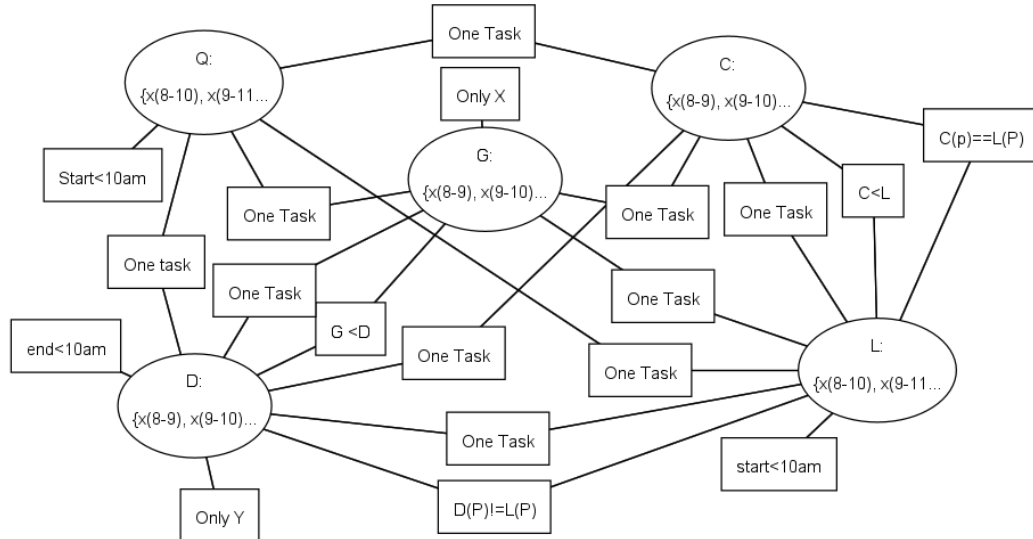 One Task
Q:
{x(8-10), x(9-11...
C:
{x(8-9), x(9-10)...
Only X
C(p)==L(P)
G:
{x(8-9), x(9-10)...
Start<10am
C<L
One Task
One Task
One Task
One task
One Task
One Task
G <D
end<10am
One Task
One Task
L:
{x(8-10), x(9-11...
D:
{x(8-9), x(9-10)...
One Task
start<10am
Only Y
D(P)!=L(P)